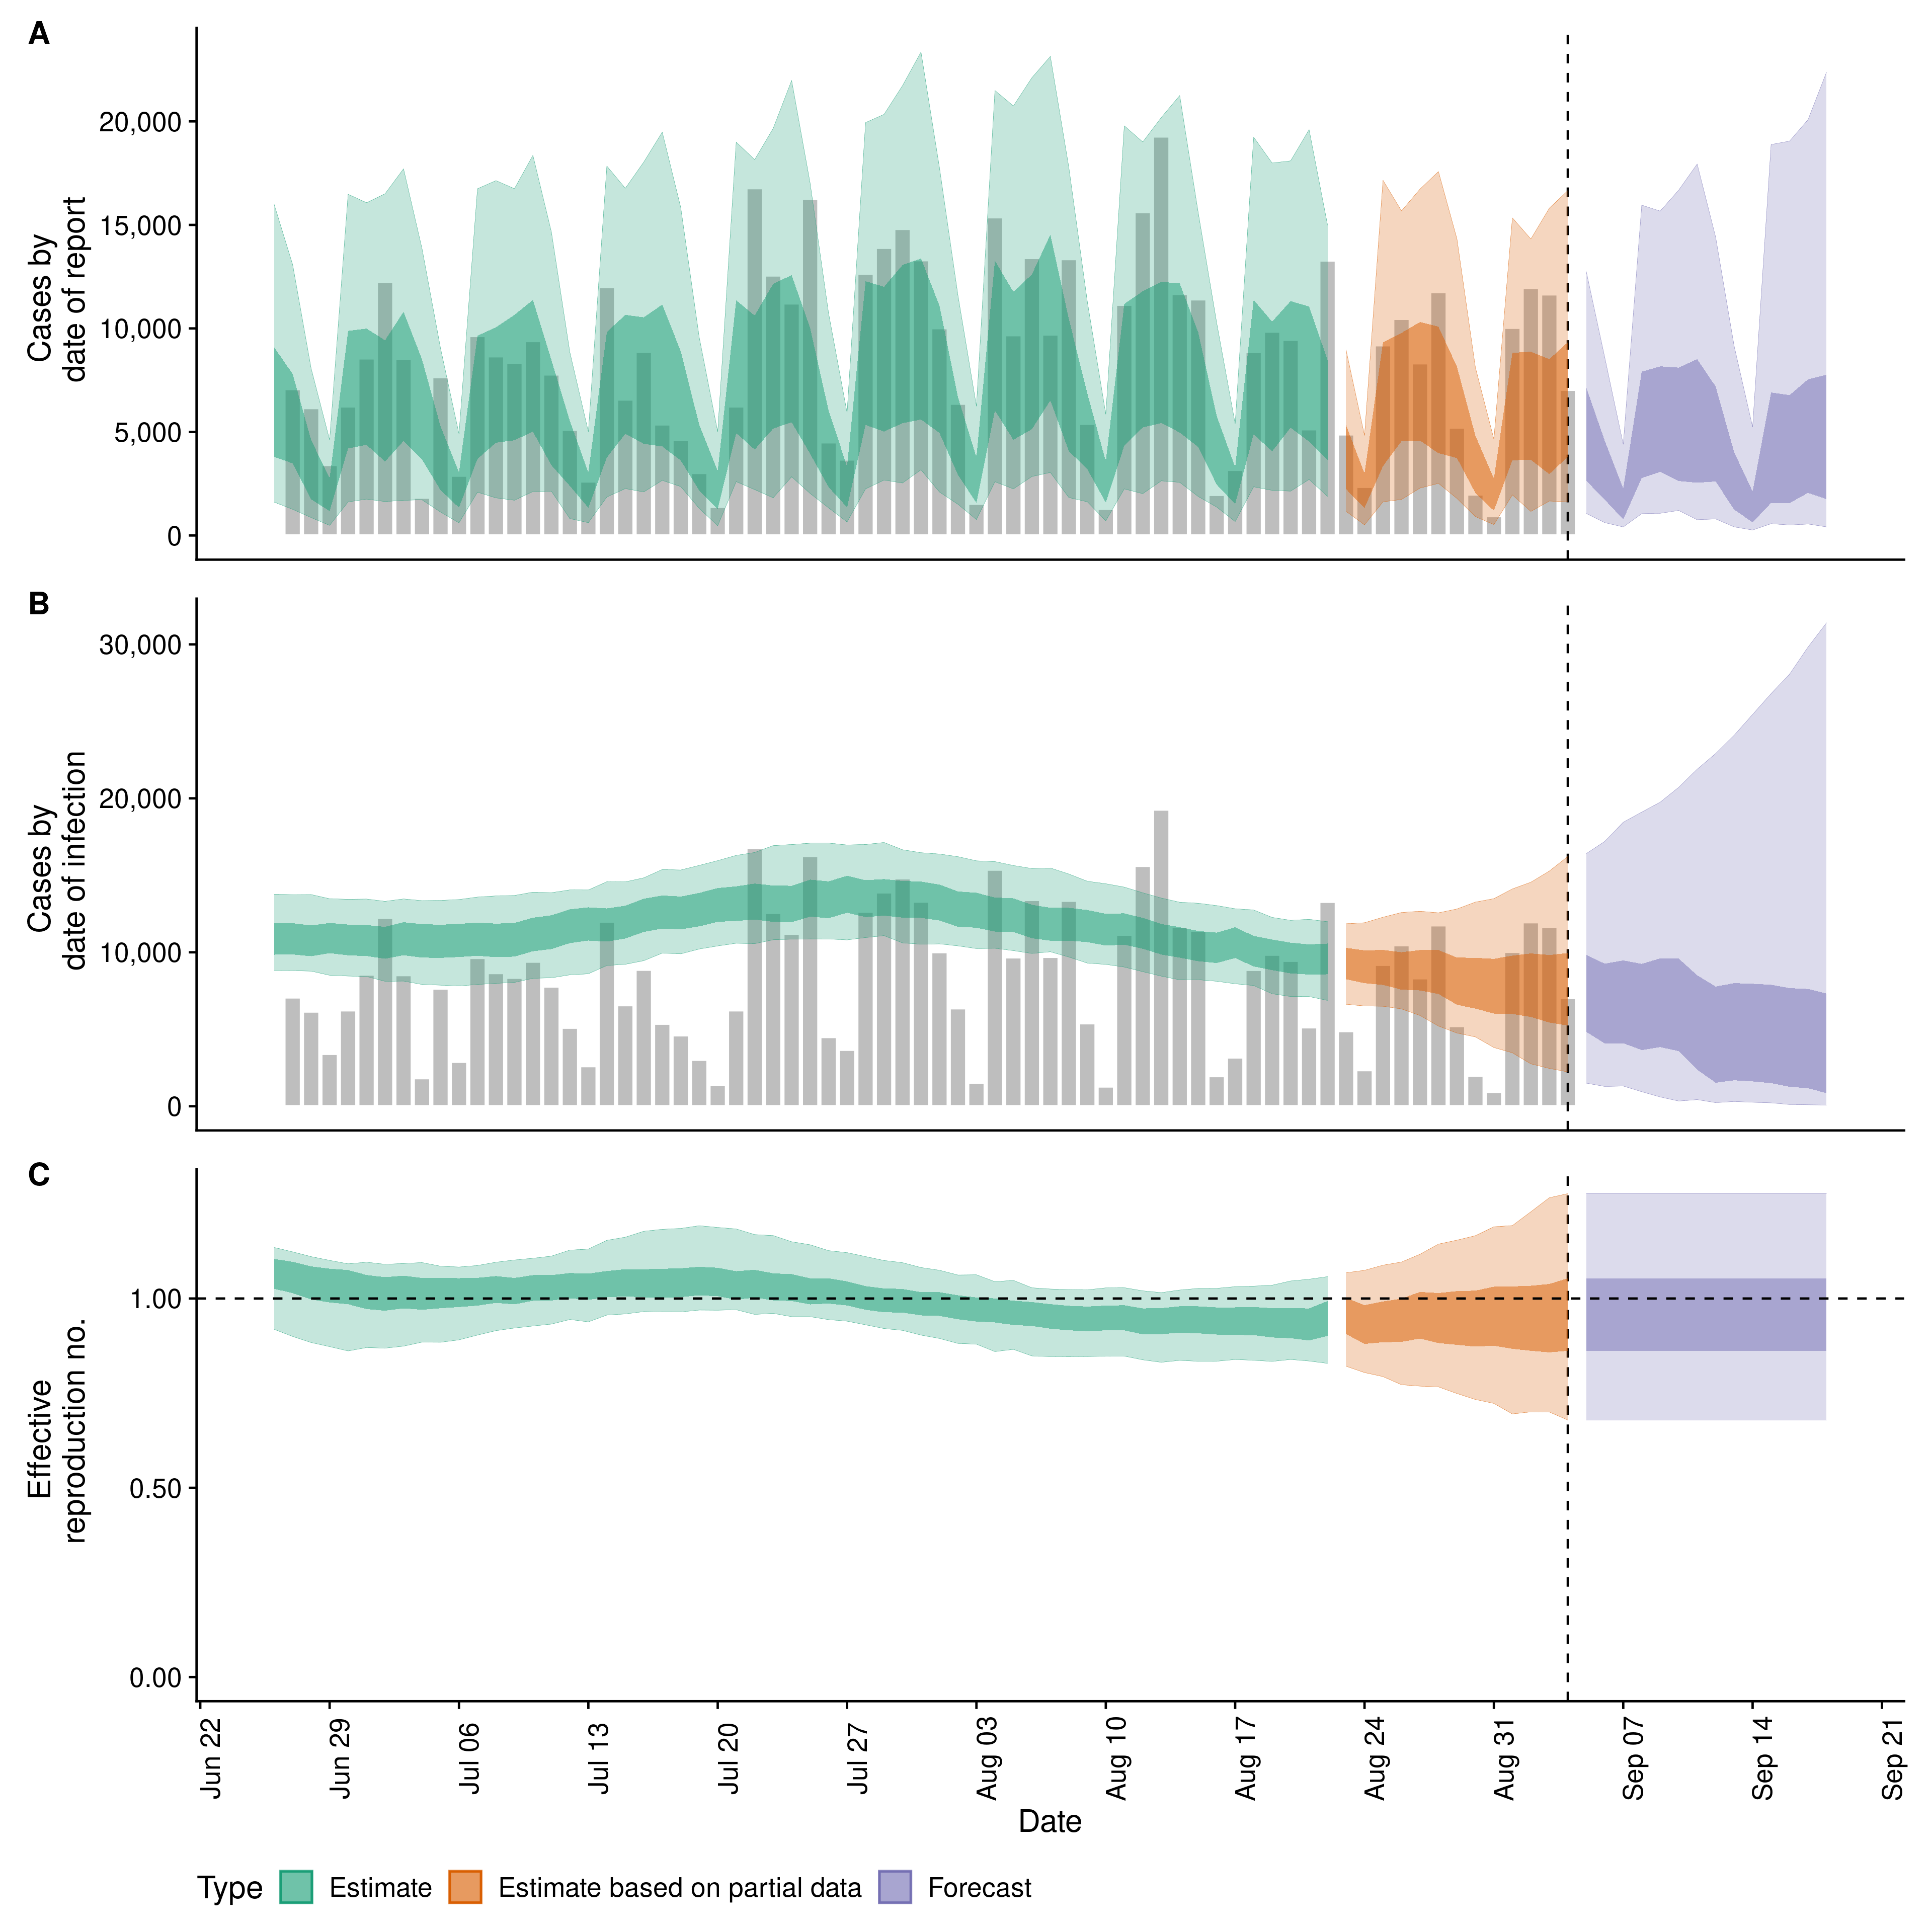 A
Cases by
date of report
20,000
15,000
10,000
5,000
0
B
Cases by
date of infection
30,000
20,000
10,000
0
C
Effective
reproduction no.
1.00
0.50
0.00
Jun 22
Jun 29
Jul 06
Jul 13
Jul 20
Jul 27
Aug 03
Aug 10
Aug 17
Aug 24
Aug 31
Sep 07
Sep 14
Sep 21
Date
Type Estimate Estimate based on partial data Forecast